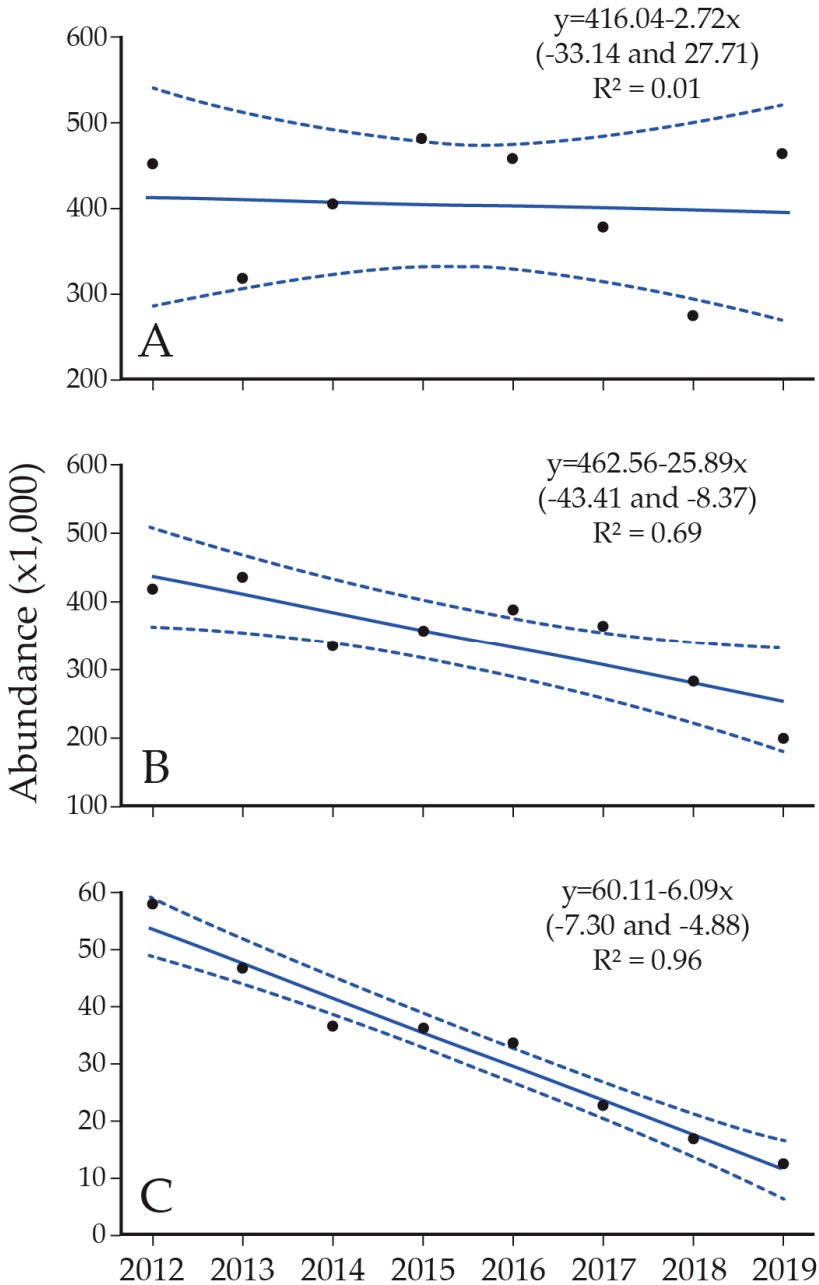 Abundance (x1,000)
y=416.04-2.72x
(-33.14 and 27.71)
R² = 0.01
600
500
400
300
200
A
y=462.56-25.89x
(-43.41 and -8.37)
R² = 0.69
600
500
400
300
200
100
B
y=60.11-6.09x
(-7.30 and -4.88)
R² = 0.96
60
50
40
30
20
10
0
C
2012 2013 2014 2015 2016 2017 2018 2019